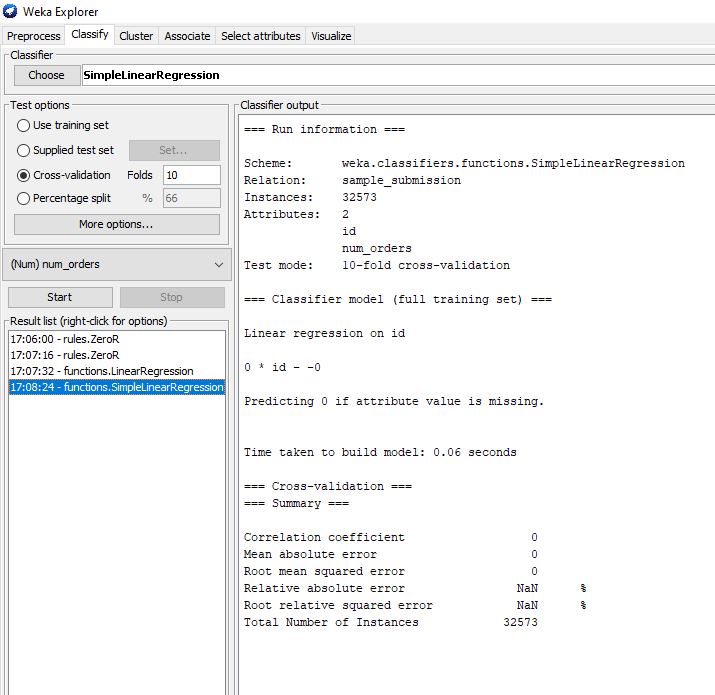 Weka Explorer
Preprocess Classify Cluster Associate Select attributes Visualize
Classifier
Choose SimpleLinearRegression
Test options
Use training set
Supplied test set Set...
Cross-validation Folds 10
Percentage split % 66
More options...
(Num) num_orders
Start Stop
Result list (right-click for options)
17:06:00 - rules.ZeroR
17:07:16 - rules.ZeroR
17:07:32 - functions.LinearRegression
17:08:24 - functions.SimpleLinearRegression
Classifier output
=== Run information ===
Scheme: weka.classifiers.functions.SimpleLinearRegression
Relation: sample_submission
Instances: 32573
Attributes: 2
id
num_orders
Test mode: 10-fold cross-validation
=== Classifier model (full training set) ===
Linear regression on id
0 * id - -0
Predicting 0 if attribute value is missing.
Time taken to build model: 0.06 seconds
=== Cross-validation ===
=== Summary ===
Correlation coefficient 0
Mean absolute error 0
Root mean squared error 0
Relative absolute error NaN %
Root relative squared error NaN %
Total Number of Instances 32573